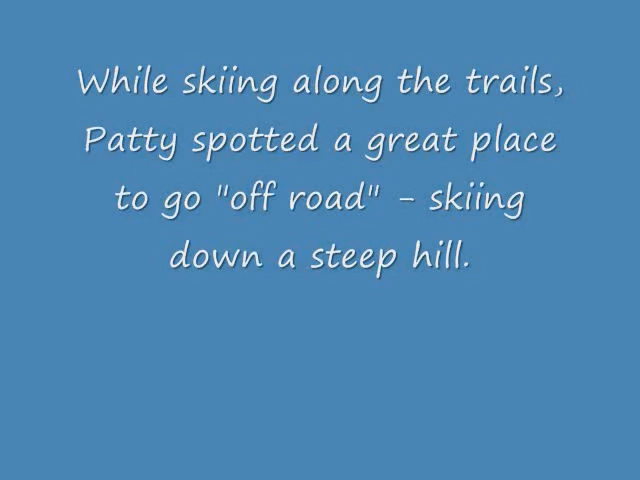 While skiing along the trails,
Patty spotted a great place
to go "off road" - skiing
down a steep hill.